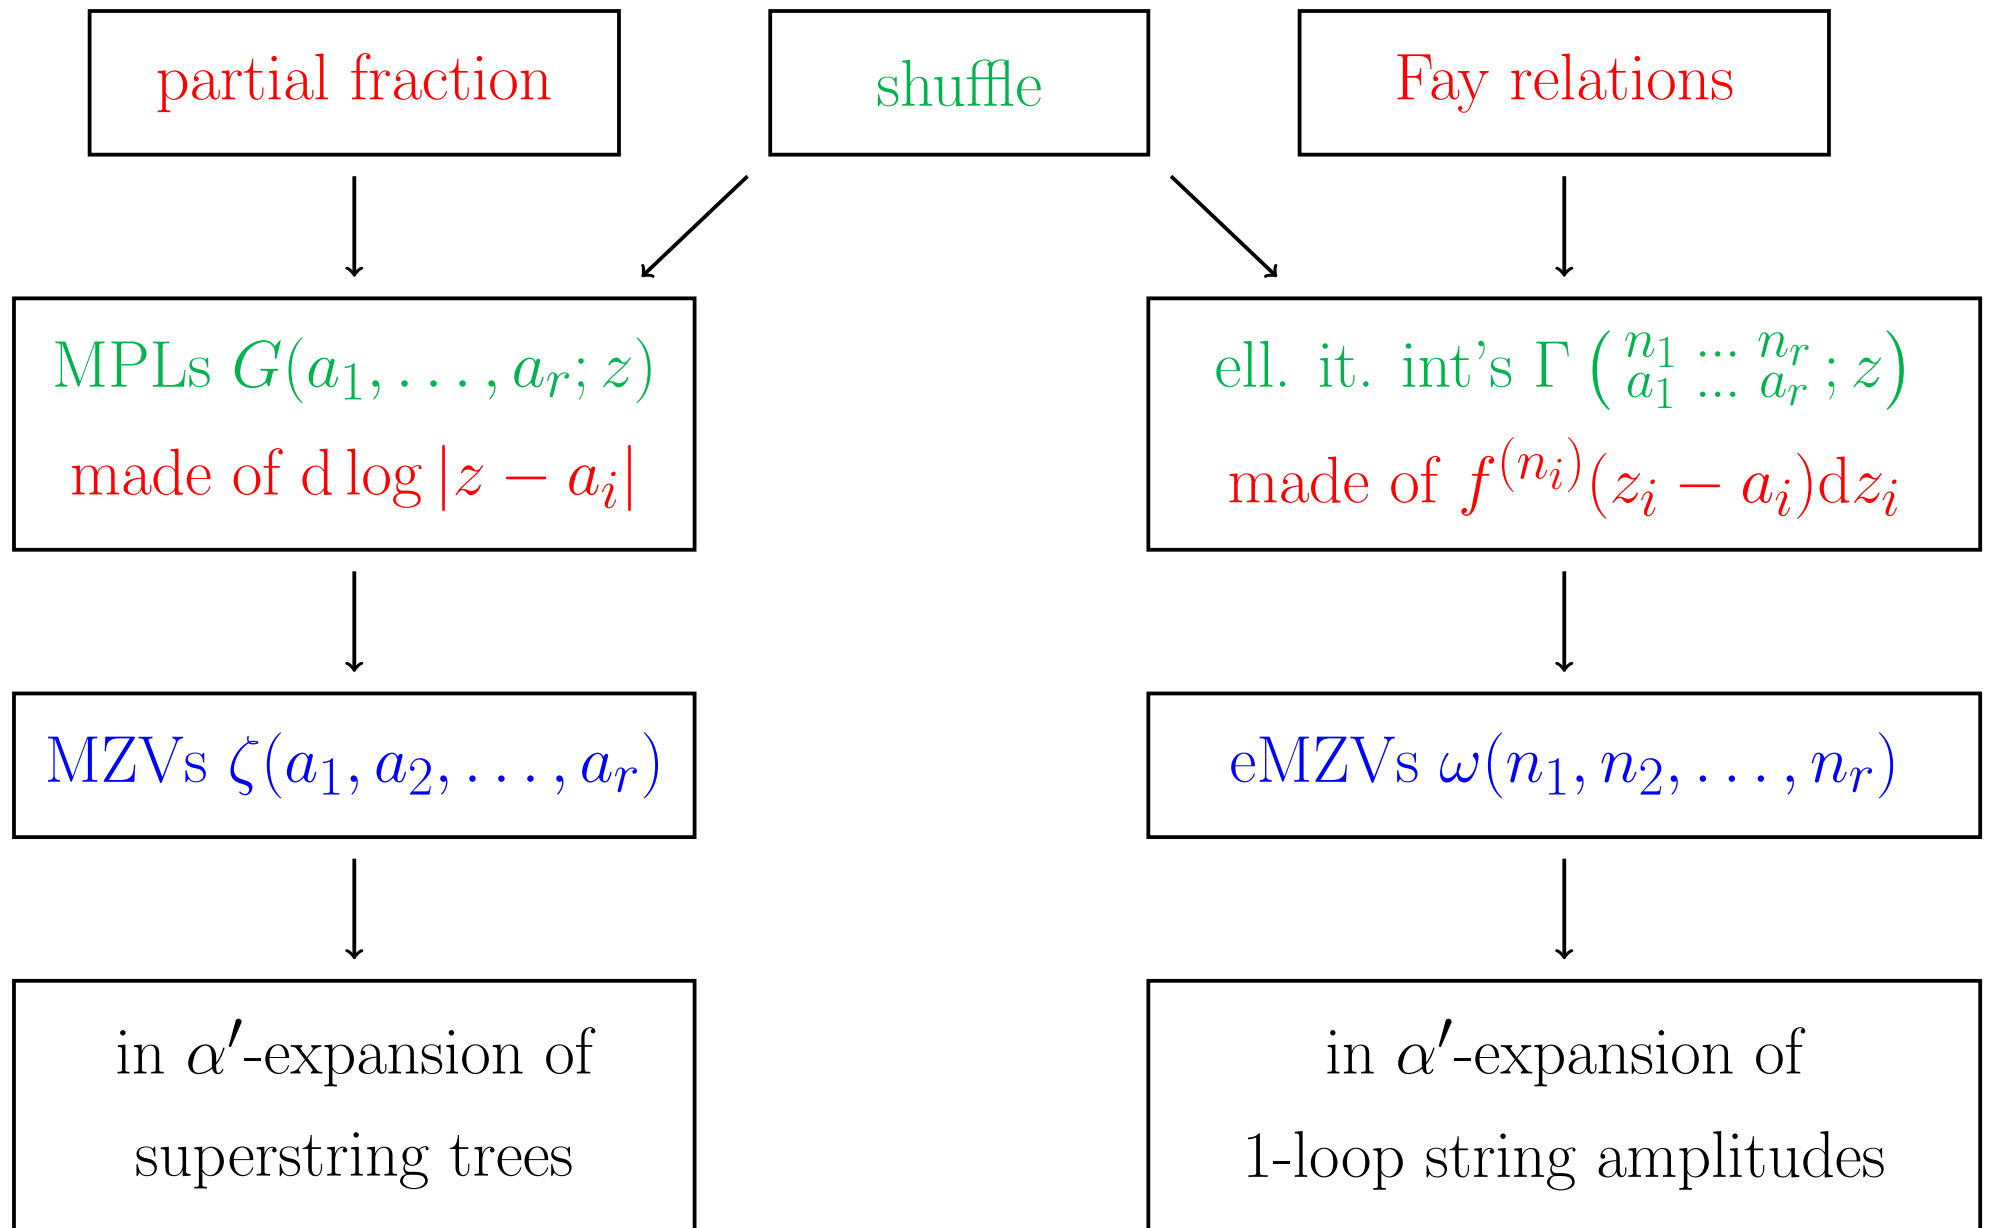 partial fraction
shuffle
Fay relations
MPLs G(a₁, . . . , aᵣ; z)
made of d log |z − aᵢ|
ell. it. int's Γ ( n₁ ... nᵣ ; z )
a₁ ... aᵣ
made of f^(nᵢ)(zᵢ − aᵢ)dzᵢ
MZVs ζ(a₁, a₂, . . . , aᵣ)
eMZVs ω(n₁, n₂, . . . , nᵣ)
in α′-expansion of
superstring trees
in α′-expansion of
1-loop string amplitudes